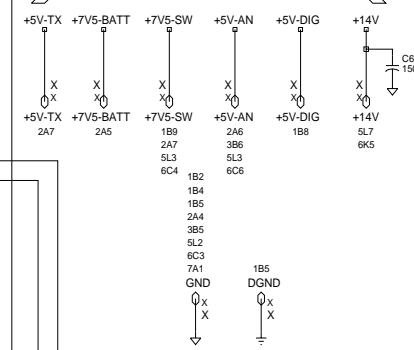 +5V-TX +7V5-BATT +7V5-SW +5V-AN +5V-DIG +14V
C6
150
X X X X X
X X X X X
+5V-TX +7V5-BATT +7V5-SW +5V-AN +5V-DIG +14V
2A7 2A5 1B9 2A6 1B8 5L7
2A7 3B6 6K5
5L3 5L3
6C4 6C6
1B2
1B4
1B5
2A4
3B5
5L2
6C3
7A1 1B5
GND DGND
X X
X X